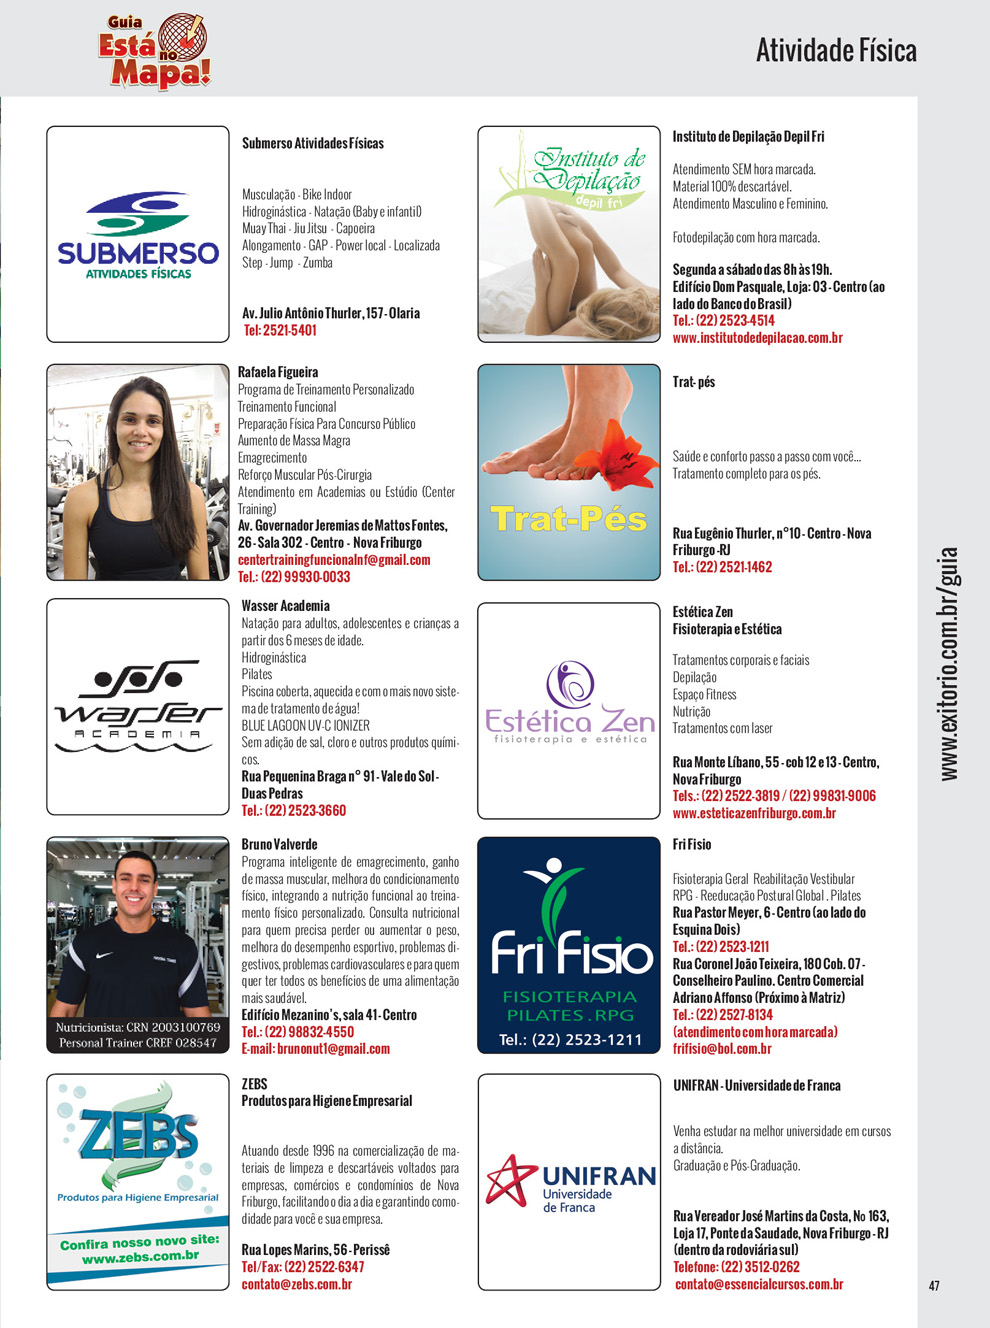 Guia
Está
no
Mapa!
Atividade Física
SUBMERSO
ATIVIDADES FÍSICAS
Submerso Atividades Físicas
Musculação - Bike Indoor
Hidroginástica - Natação (Baby e infantil)
Muay Thai - Jiu Jitsu - Capoeira
Alongamento - GAP - Power local - Localizada
Step - Jump - Zumba
Av. Julio Antônio Thurler, 157 - Olaria
Tel: 2521-5401
Instituto de
Depilação
depil fri
Instituto de Depilação Depil Fri
Atendimento SEM hora marcada.
Material 100% descartável.
Atendimento Masculino e Feminino.
Fotodepilação com hora marcada.
Segunda a sábado das 8h às 19h.
Edifício Dom Pasquale, Loja: 03 - Centro (ao
lado do Banco do Brasil)
Tel.: (22) 2523-4514
www.institutodedepilacao.com.br
Rafaela Figueira
Programa de Treinamento Personalizado
Treinamento Funcional
Preparação Física Para Concurso Público
Aumento de Massa Magra
Emagrecimento
Reforço Muscular Pós-Cirurgia
Atendimento em Academias ou Estúdio (Center
Training)
Av. Governador Jeremias de Mattos Fontes,
26 - Sala 302 - Centro - Nova Friburgo
centertrainingfuncionalnf@gmail.com
Tel.: (22) 99930-0033
Trat-Pés
Trat- pés
Saúde e conforto passo a passo com você...
Tratamento completo para os pés.
Rua Eugênio Thurler, n°10 - Centro - Nova
Friburgo -RJ
Tel.: (22) 2521-1462
Wasser
ACADEMIA
Wasser Academia
Natação para adultos, adolescentes e crianças a
partir dos 6 meses de idade.
Hidroginástica
Pilates
Piscina coberta, aquecida e com o mais novo siste-
ma de tratamento de água!
BLUE LAGOON UV-C IONIZER
Sem adição de sal, cloro e outros produtos quími-
cos.
Rua Pequenina Braga n° 91 - Vale do Sol -
Duas Pedras
Tel.: (22) 2523-3660
Estética Zen
fisioterapia e estética
Estética Zen
Fisioterapia e Estética
Tratamentos corporais e faciais
Depilação
Espaço Fitness
Nutrição
Tratamentos com laser
Rua Monte Líbano, 55 - cob 12 e 13 - Centro,
Nova Friburgo
Tels.: (22) 2522-3819 / (22) 99831-9006
www.esteticazenfriburgo.com.br
Nutricionista: CRN 2003100769
Personal Trainer CREF 028547
Bruno Valverde
Programa inteligente de emagrecimento, ganho
de massa muscular, melhora do condicionamento
físico, integrando a nutrição funcional ao treina-
mento físico personalizado. Consulta nutricional
para quem precisa perder ou aumentar o peso,
melhora do desempenho esportivo, problemas di-
gestivos, problemas cardiovasculares e para quem
quer ter todos os benefícios de uma alimentação
mais saudável.
Edifício Mezanino's, sala 41 - Centro
Tel.: (22) 98832-4550
E-mail: brunonut1@gmail.com
Fri Fisio
FISIOTERAPIA
PILATES . RPG
Tel.: (22) 2523-1211
Fri Fisio
Fisioterapia Geral Reabilitação Vestibular
RPG - Reeducação Postural Global . Pilates
Rua Pastor Meyer, 6 - Centro (ao lado do
Esquina Dois)
Tel.: (22) 2523-1211
Rua Coronel João Teixeira, 180 Cob. 07 -
Conselheiro Paulino. Centro Comercial
Adriano Affonso (Próximo à Matriz)
Tel.: (22) 2527-8134
(atendimento com hora marcada)
frifisio@bol.com.br
ZEBS
Produtos para Higiene Empresarial
Confira nosso novo site:
www.zebs.com.br
ZEBS
Produtos para Higiene Empresarial
Atuando desde 1996 na comercialização de ma-
teriais de limpeza e descartáveis voltados para
empresas, comércios e condomínios de Nova
Friburgo, facilitando o dia a dia e garantindo como-
didade para você e sua empresa.
Rua Lopes Marins, 56 - Perissê
Tel/Fax: (22) 2522-6347
contato@zebs.com.br
UNIFRAN
Universidade
de Franca
UNIFRAN - Universidade de Franca
Venha estudar na melhor universidade em cursos
a distância.
Graduação e Pós-Graduação.
Rua Vereador José Martins da Costa, Nº 163,
Loja 17, Ponte da Saudade, Nova Friburgo - RJ
(dentro da rodoviária sul)
Telefone: (22) 3512-0262
contato@essencialcursos.com.br
www.exitorio.com.br/guia
47